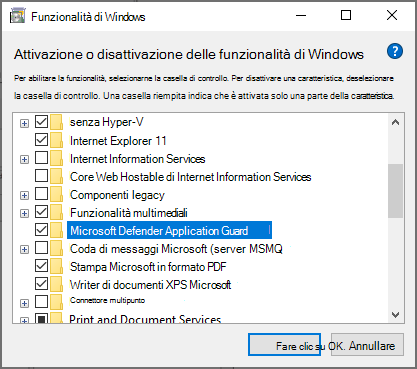 Funzionalità di Windows
Attivazione o disattivazione delle funzionalità di Windows
Per abilitare la funzionalità, selezionarne la casella di controllo. Per disattivare una caratteristica, deselezionare
la casella di controllo. Una casella riempita indica che è attivata solo una parte della caratteristica.
senza Hyper-V
Internet Explorer 11
Internet Information Services
Core Web Hostable di Internet Information Services
Componenti legacy
Funzionalità multimediali
Microsoft Defender Application Guard
Coda di messaggi Microsoft (server MSMQ
Stampa Microsoft in formato PDF
Writer di documenti XPS Microsoft
Connettore multipunto
Print and Document Services
Fare clic su OK. Annullare